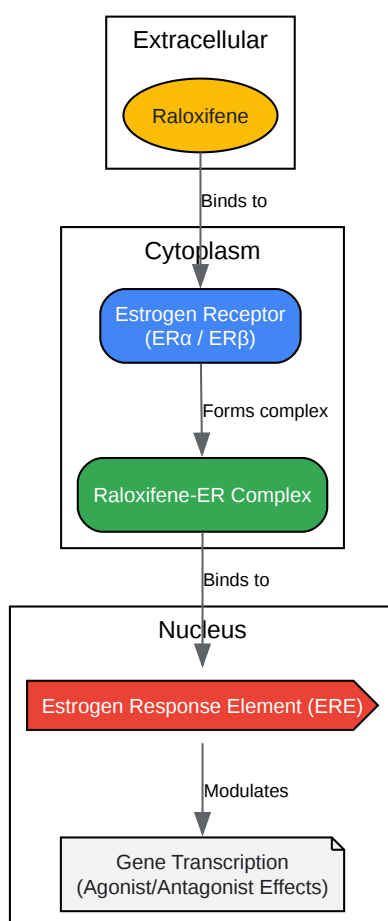 Extracellular
Raloxifene
Binds to
Cytoplasm
Estrogen Receptor
(ERα / ERβ)
Forms complex
Raloxifene-ER Complex
Binds to
Nucleus
Estrogen Response Element (ERE)
Modulates
Gene Transcription
(Agonist/Antagonist Effects)